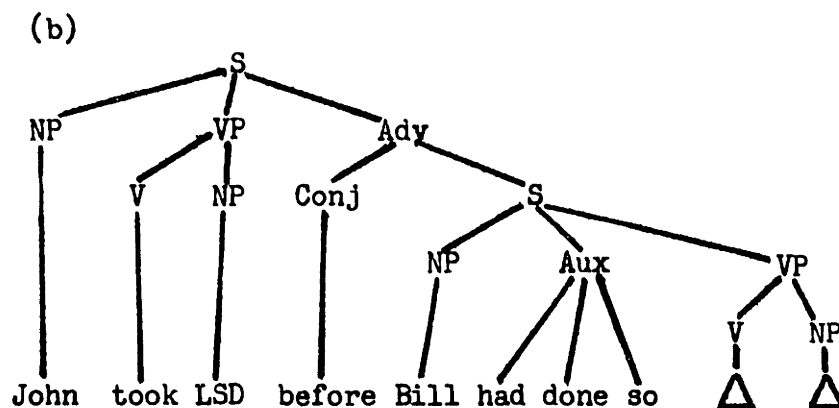 (b)
S
NP VP Adv
V NP Conj S
NP Aux VP
V NP
John took LSD before Bill had done so